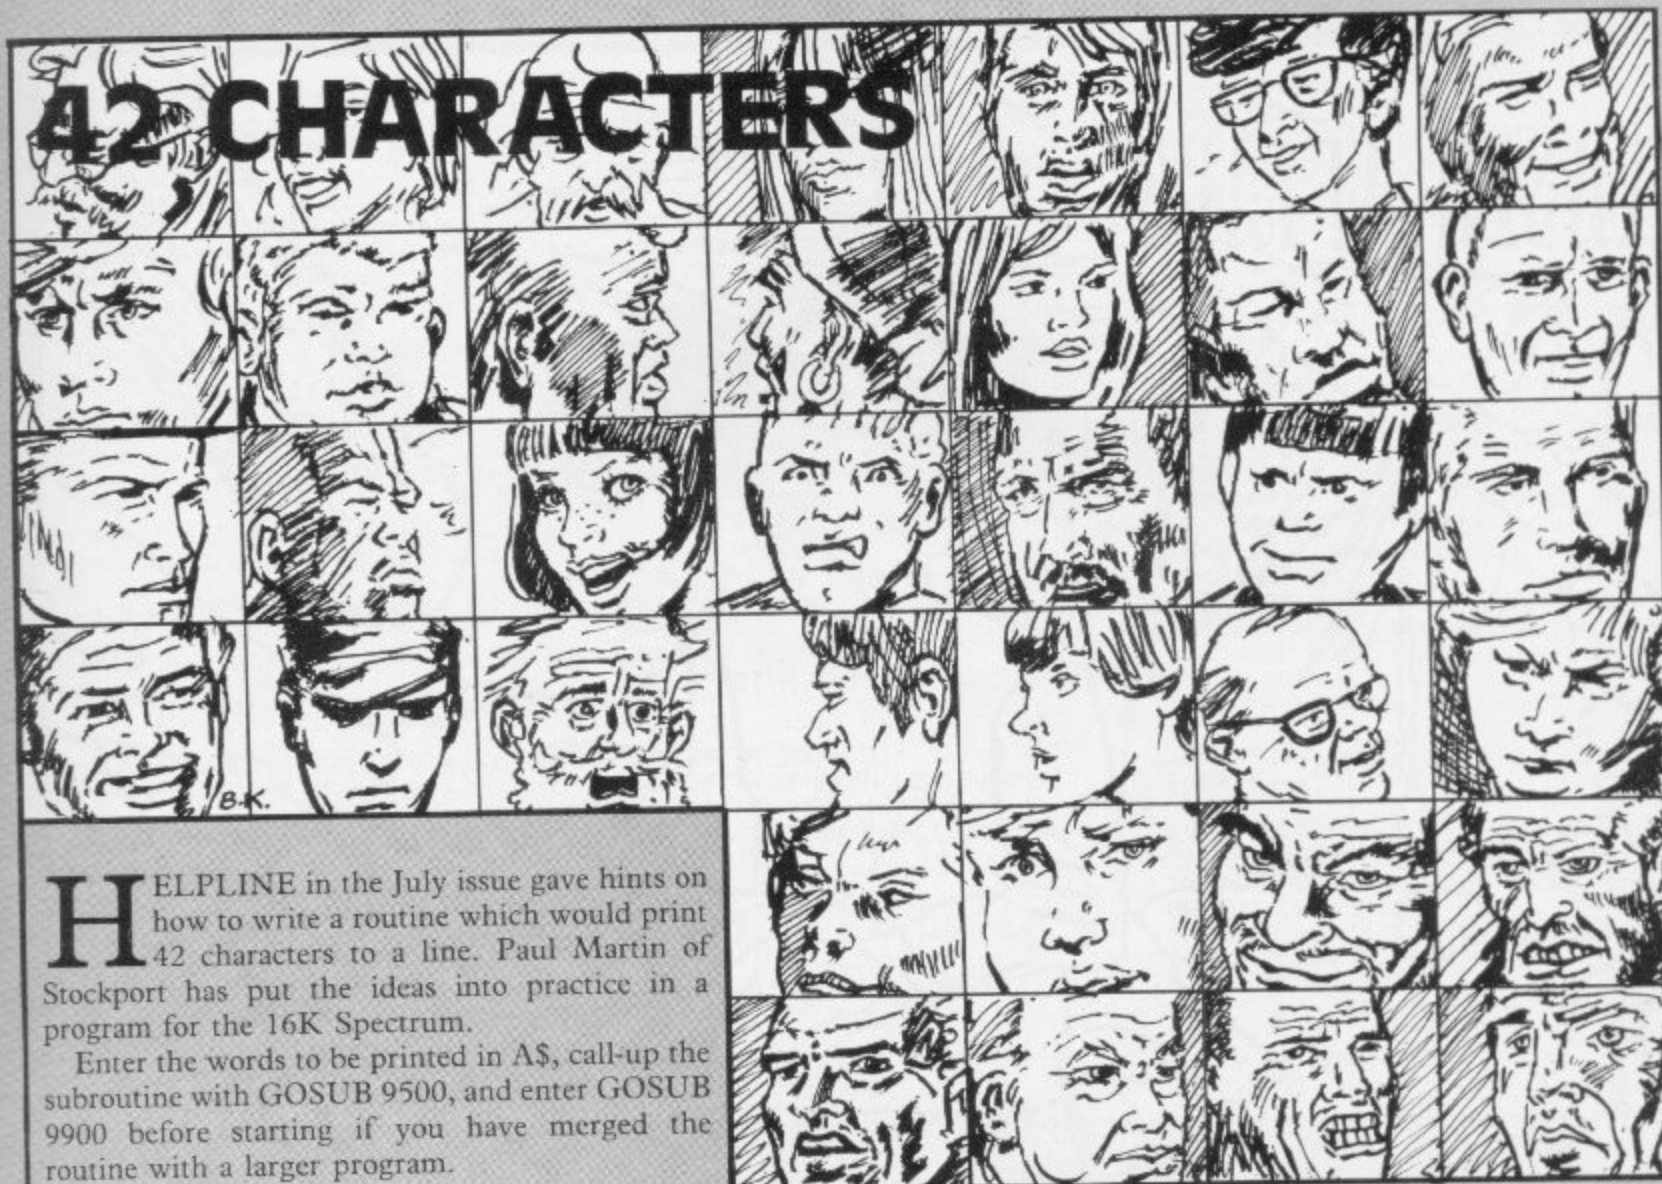 42 CHARACTERS
B.K.
HELPLINE in the July issue gave hints on
how to write a routine which would print
42 characters to a line. Paul Martin of
Stockport has put the ideas into practice in a
program for the 16K Spectrum.
Enter the words to be printed in A$, call-up the
subroutine with GOSUB 9500, and enter GOSUB
9900 before starting if you have merged the
routine with a larger program.